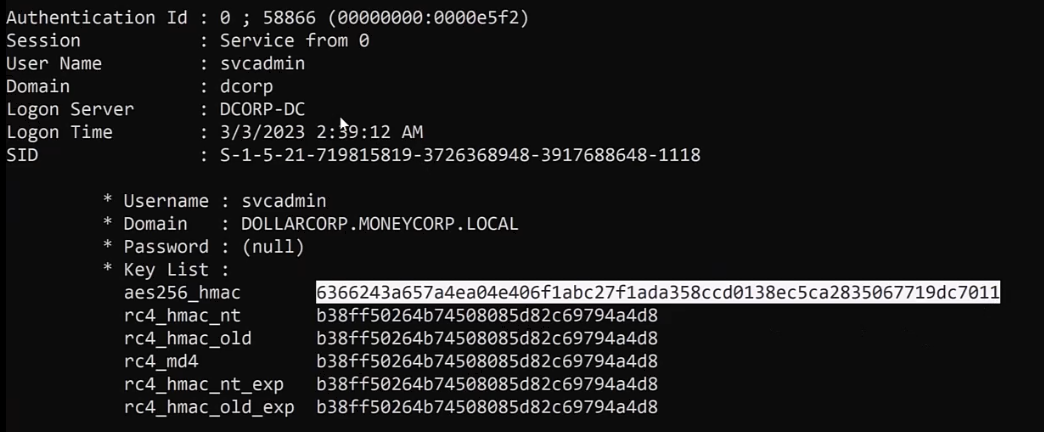 Authentication Id : 0 ; 58866 (00000000:0000e5f2)
Session : Service from 0
User Name : svcadmin
Domain : dcorp
Logon Server : DCORP-DC
Logon Time : 3/3/2023 2:39:12 AM
SID : S-1-5-21-719815819-3726368948-3917688648-1118
* Username : svcadmin
* Domain : DOLLARCORP.MONEYCORP.LOCAL
* Password : (null)
* Key List :
aes256_hmac 6366243a657a4ea04e406f1abc27f1ada358ccd0138ec5ca2835067719dc7011
rc4_hmac_nt b38ff50264b74508085d82c69794a4d8
rc4_hmac_old b38ff50264b74508085d82c69794a4d8
rc4_md4 b38ff50264b74508085d82c69794a4d8
rc4_hmac_nt_exp b38ff50264b74508085d82c69794a4d8
rc4_hmac_old_exp b38ff50264b74508085d82c69794a4d8